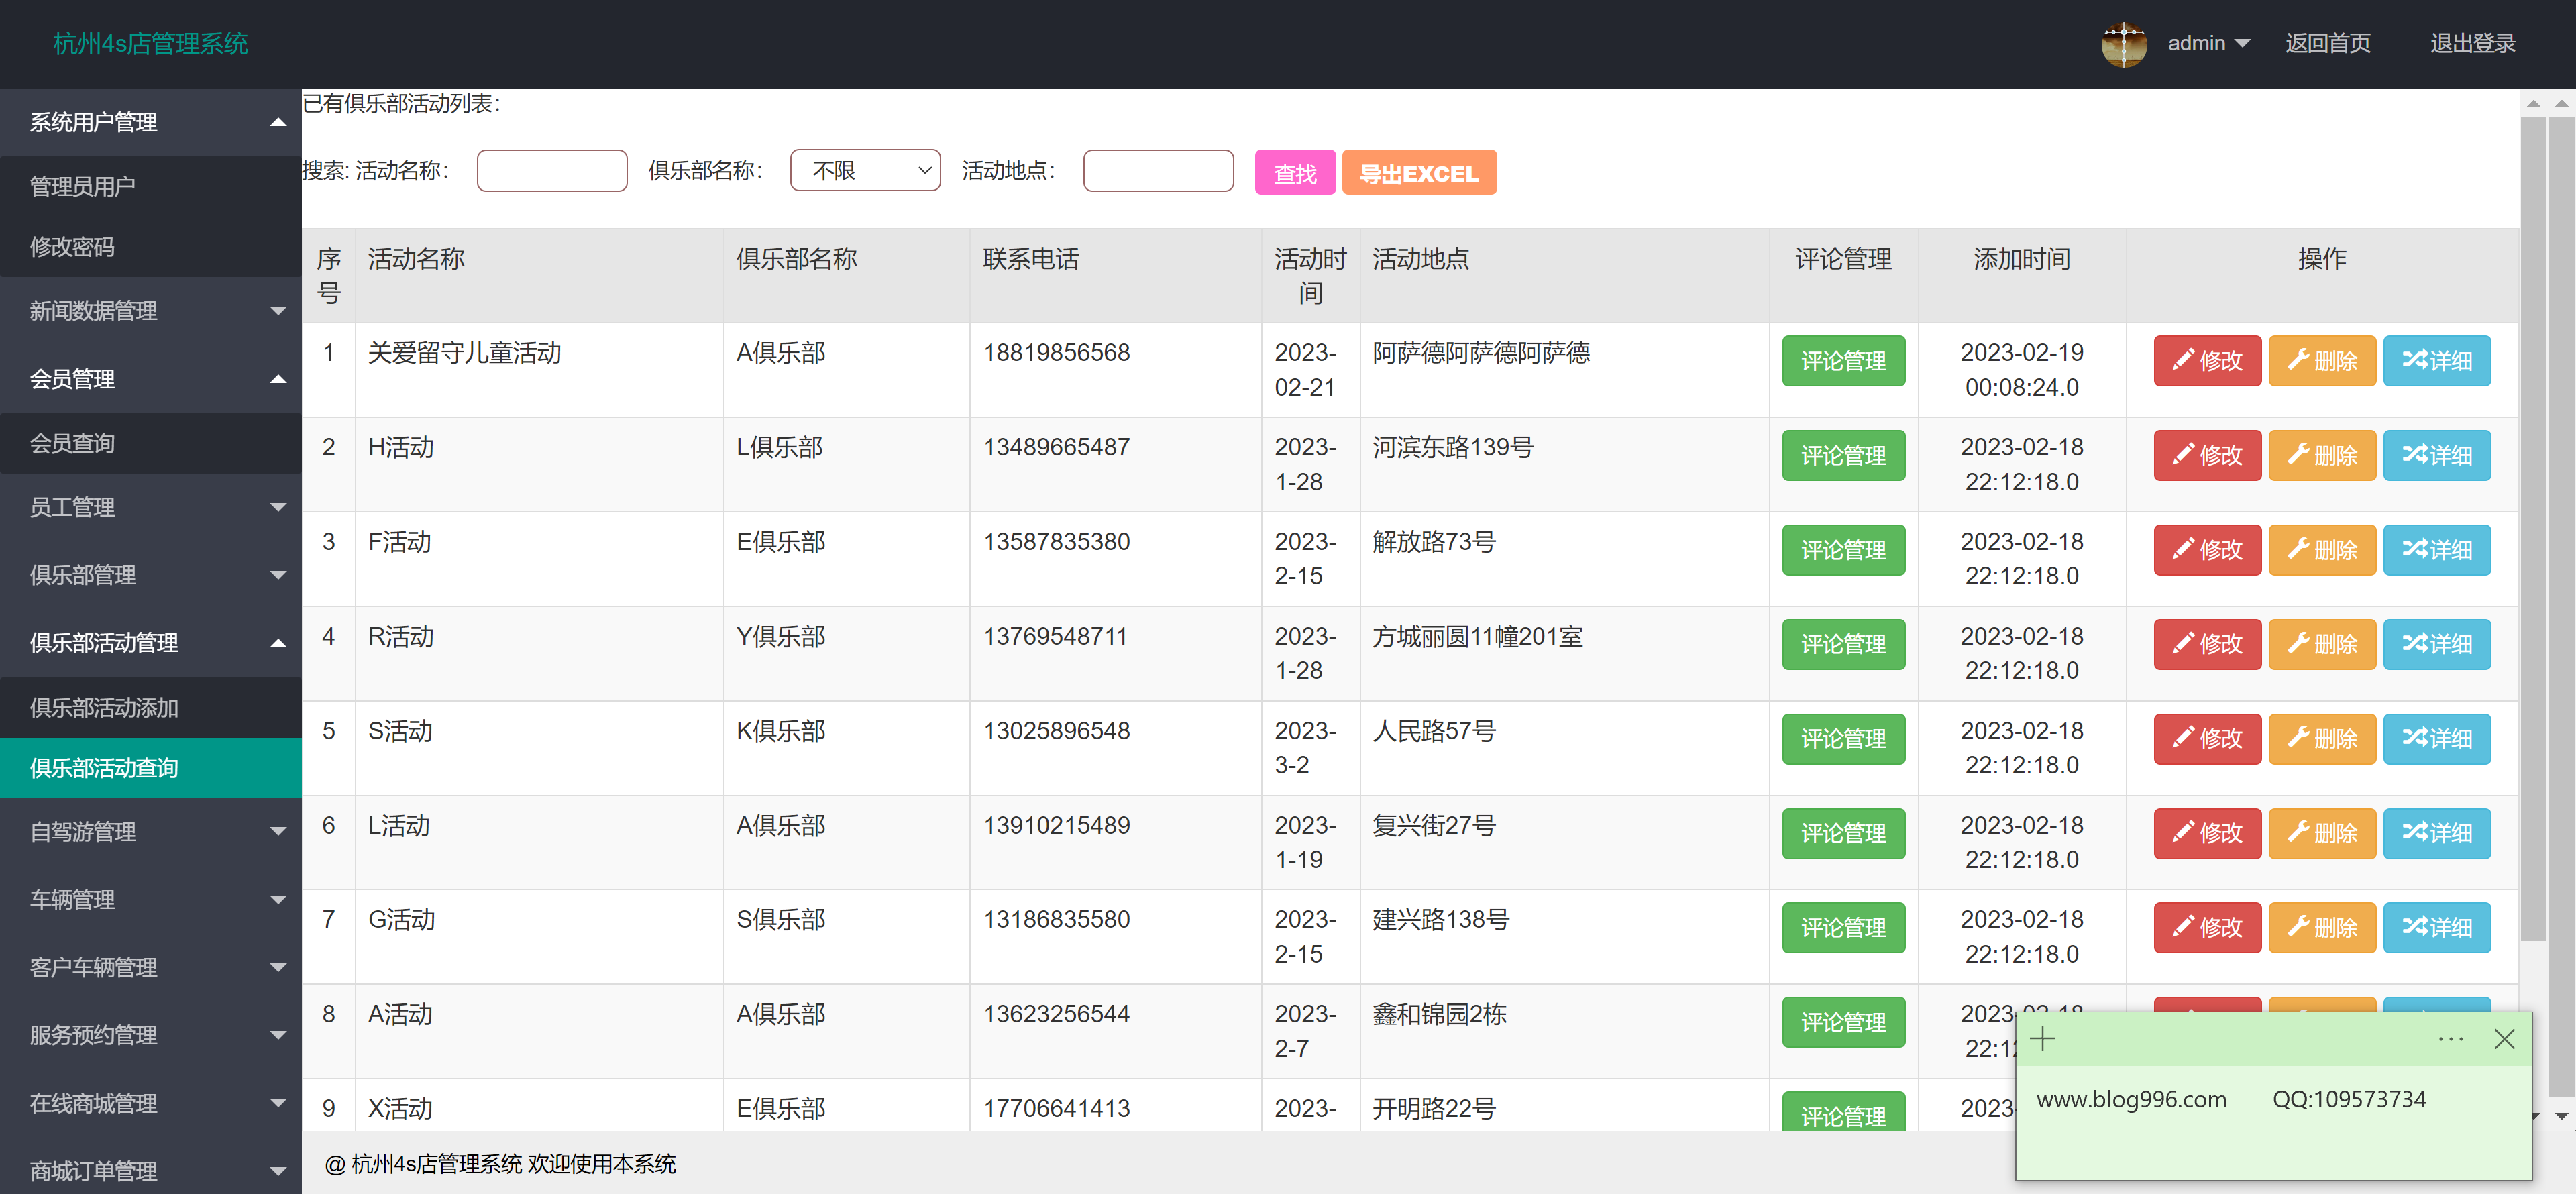 杭州4s店管理系统
admin 返回首页 退出登录
系统用户管理
管理员用户
修改密码
新闻数据管理
会员管理
会员查询
员工管理
俱乐部管理
俱乐部活动管理
俱乐部活动添加
俱乐部活动查询
自驾游管理
车辆管理
客户车辆管理
服务预约管理
在线商城管理
商城订单管理
已有俱乐部活动列表：
搜索: 活动名称： 俱乐部名称： 不限 活动地点： 查找 导出EXCEL
序号 活动名称 俱乐部名称 联系电话 活动时间 活动地点 评论管理 添加时间 操作
1 关爱留守儿童活动 A俱乐部 18819856568 2023-02-21 阿萨德阿萨德阿萨德 评论管理 2023-02-19 00:08:24.0 修改 删除 详细
2 H活动 L俱乐部 13489665487 2023-1-28 河滨东路139号 评论管理 2023-02-18 22:12:18.0 修改 删除 详细
3 F活动 E俱乐部 13587835380 2023-2-15 解放路73号 评论管理 2023-02-18 22:12:18.0 修改 删除 详细
4 R活动 Y俱乐部 13769548711 2023-1-28 方城丽圆11幢201室 评论管理 2023-02-18 22:12:18.0 修改 删除 详细
5 S活动 K俱乐部 13025896548 2023-3-2 人民路57号 评论管理 2023-02-18 22:12:18.0 修改 删除 详细
6 L活动 A俱乐部 13910215489 2023-1-19 复兴街27号 评论管理 2023-02-18 22:12:18.0 修改 删除 详细
7 G活动 S俱乐部 13186835580 2023-2-15 建兴路138号 评论管理 2023-02-18 22:12:18.0 修改 删除 详细
8 A活动 A俱乐部 13623256544 2023-2-7 鑫和锦园2栋 评论管理 2023-02-18 22:12
9 X活动 E俱乐部 17706641413 2023- 开明路22号 评论管理 2023
www.blog996.com QQ:109573734
@ 杭州4s店管理系统 欢迎使用本系统